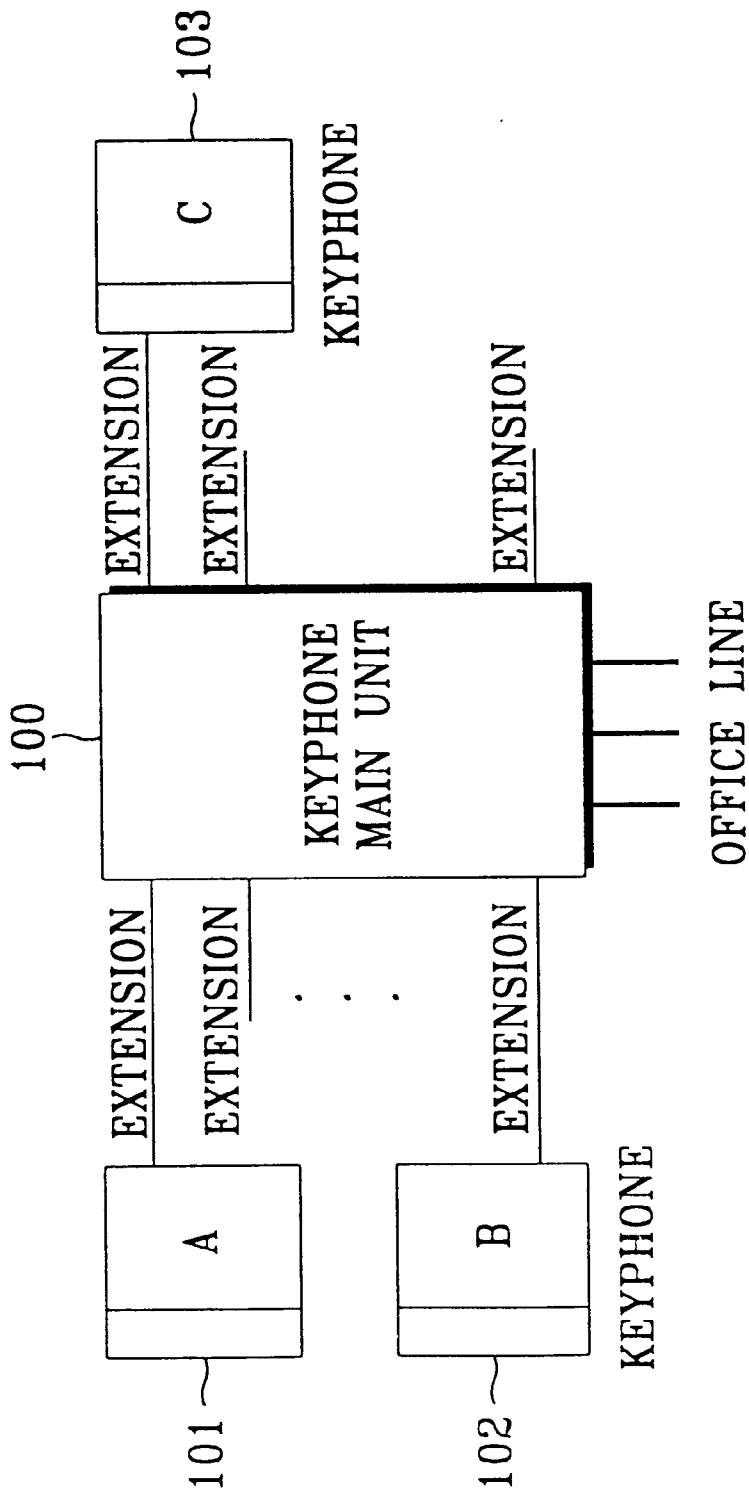 100
101
A
EXTENSION
EXTENSION
KEYPHONE
MAIN UNIT
EXTENSION
EXTENSION
C
103
KEYPHONE
. . .
102
B
EXTENSION
EXTENSION
KEYPHONE
OFFICE LINE